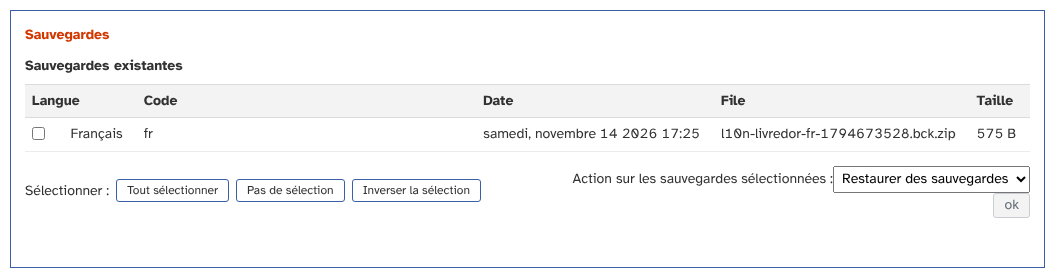 Sauvegardes
Sauvegardes existantes
Langue Code Date File Taille
Français fr samedi, novembre 14 2026 17:25 l10n-livredor-fr-1794673528.bck.zip 575 B
Sélectionner : Tout sélectionner Pas de sélection Inverser la sélection Action sur les sauvegardes sélectionnées : Restaurer des sauvegardes
ok